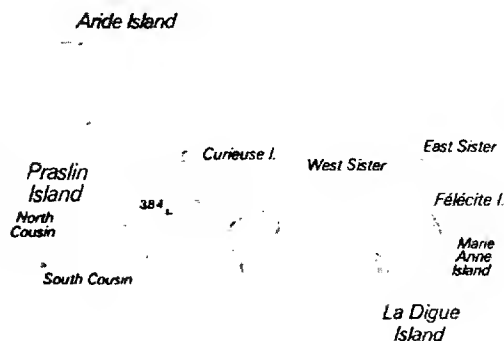 Aride Island
Curieuse I.
East Sister
West Sister
Praslin
Island
384
Félécite I.
North
Cousin
Marie
Anne
Island
South Cousin
La Digue
Island